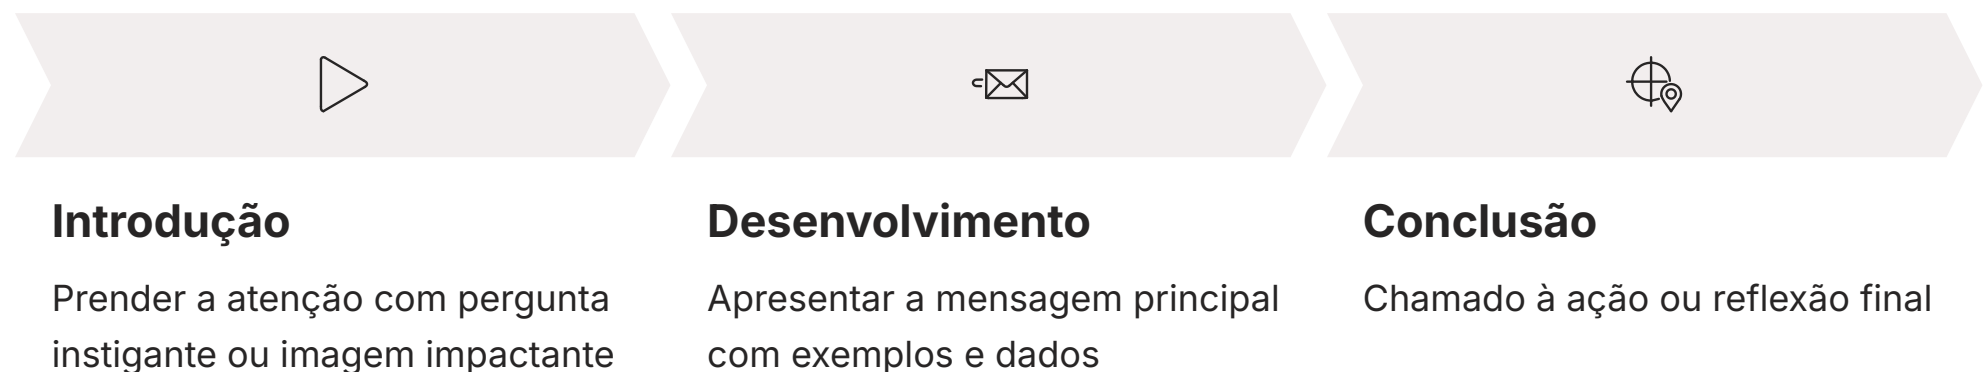 Introdução
Prender a atenção com pergunta
instigante ou imagem impactante
Desenvolvimento
Apresentar a mensagem principal
com exemplos e dados
Conclusão
Chamado à ação ou reflexão final